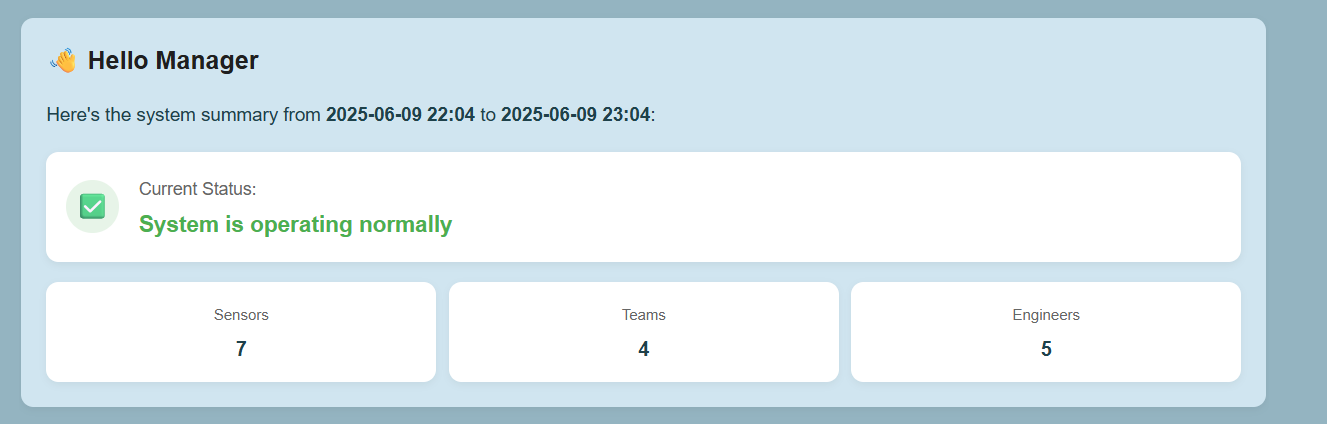 👋 Hello Manager
Here's the system summary from 2025-06-09 22:04 to 2025-06-09 23:04:
Current Status:
System is operating normally
Sensors
7
Teams
4
Engineers
5